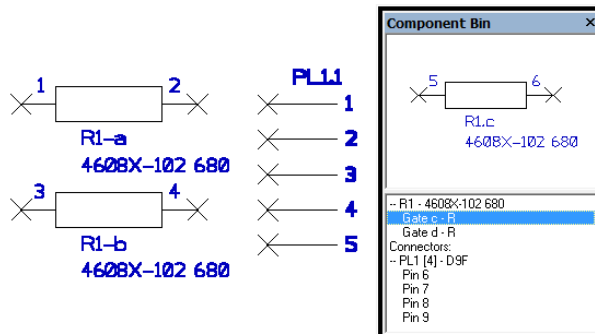 1 2
R1-a
4608X-102 680
3 4
R1-b
4608X-102 680
PL1.1
1
2
3
4
5
Component Bin ×
5 6
R1.c
4608X-102 680
-- R1 - 4608X-102 680
Gate c - R
Gate d - R
Connectors:
-- PL1 [4] - D9F
Pin 6
Pin 7
Pin 8
Pin 9